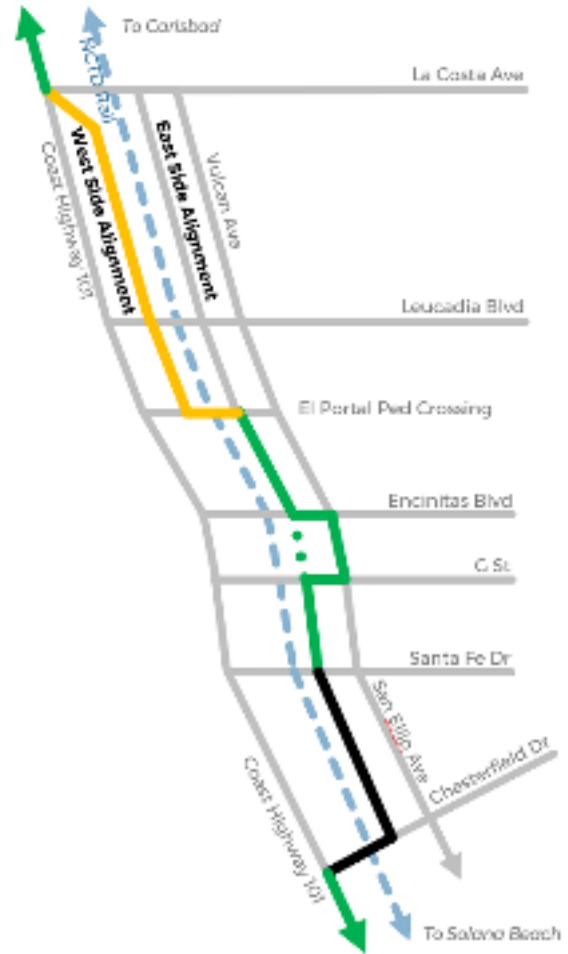 To Carlsbad
NCTD Rail
La Costa Ave
West Side Alignment
East Side Alignment
Coast Highway 101
Vulcan Ave
Leucadia Blvd
El Portal Ped Crossing
Encinitas Blvd
Santa Fe Dr
San Elijo Ave
Chesterfield Dr
Coast Highway 101
To Solana Beach